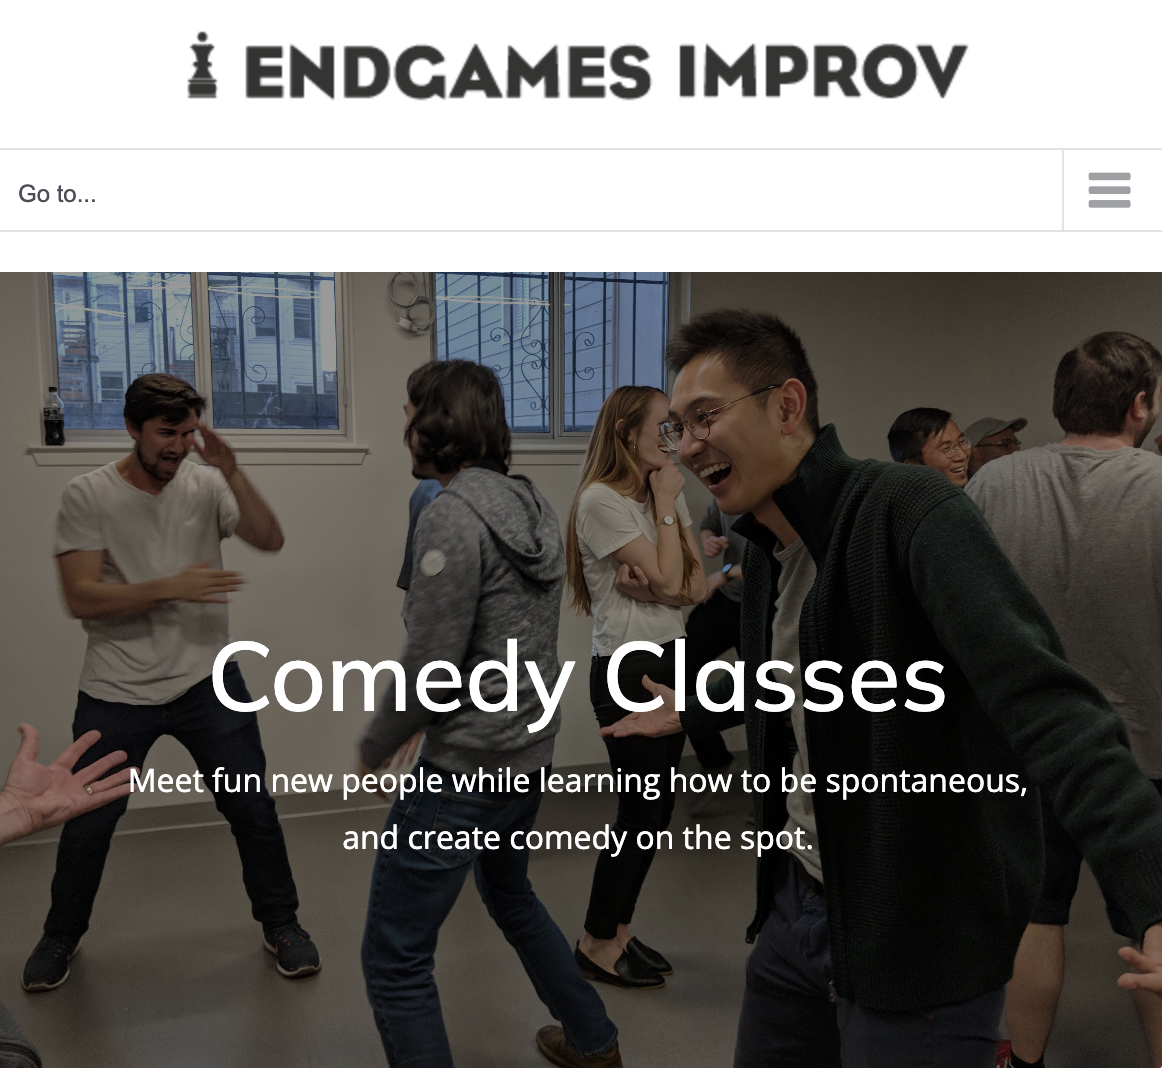 ENDGAMES IMPROV
Go to...
Comedy Classes
Meet fun new people while learning how to be spontaneous,
and create comedy on the spot.